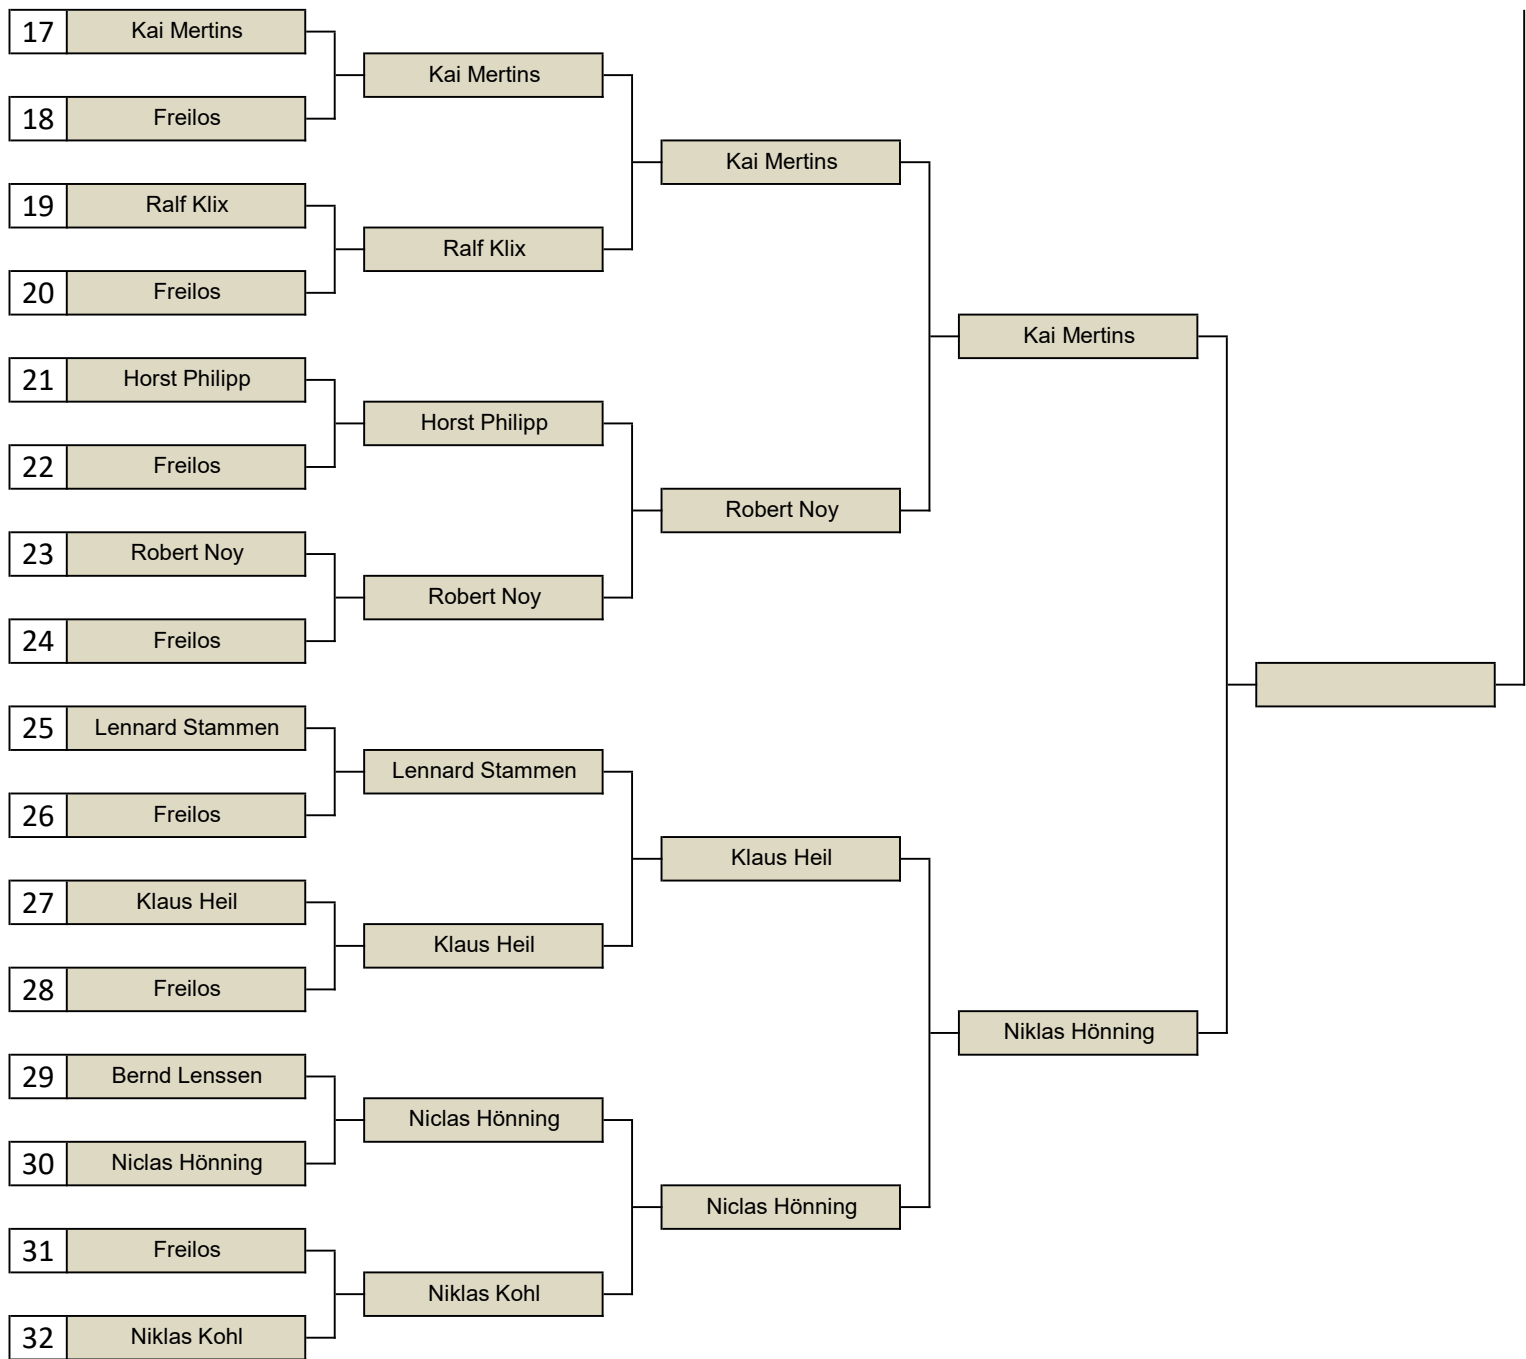 17 Kai Mertins
Kai Mertins
18 Freilos
Kai Mertins
19 Ralf Klix
Ralf Klix
20 Freilos
Kai Mertins
21 Horst Philipp
Horst Philipp
22 Freilos
Robert Noy
23 Robert Noy
Robert Noy
24 Freilos
25 Lennard Stammen
Lennard Stammen
26 Freilos
Klaus Heil
27 Klaus Heil
Klaus Heil
28 Freilos
Niklas Hönning
29 Bernd Lenssen
Niclas Hönning
30 Niclas Hönning
Niclas Hönning
31 Freilos
Niklas Kohl
32 Niklas Kohl